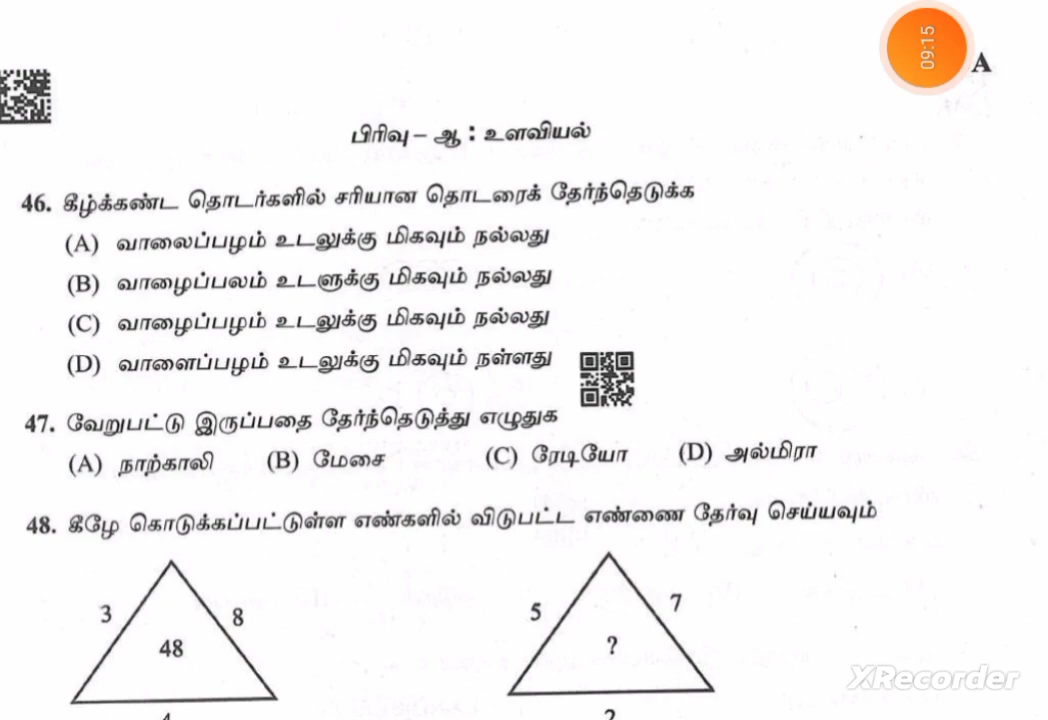 09:15
A
பிரிவு – ஆ : உளவியல்
46. கீழ்க்கண்ட தொடர்களில் சரியான தொடரைக் தேர்ந்தெடுக்க
(A) வாலைப்பழம் உடலுக்கு மிகவும் நல்லது
(B) வாழைப்பலம் உடளுக்கு மிகவும் நல்லது
(C) வாழைப்பழம் உடலுக்கு மிகவும் நல்லது
(D) வாளைப்பழம் உடலுக்கு மிகவும் நள்ளது
47. வேறுபட்டு இருப்பதை தேர்ந்தெடுத்து எழுதுக
(A) நாற்காலி (B) மேசை (C) ரேடியோ (D) அல்மிரா
48. கீழே கொடுக்கப்பட்டுள்ள எண்களில் விடுபட்ட எண்ணை தேர்வு செய்யவும்
3 8 5 7
48 ?
4 2
XRecorder